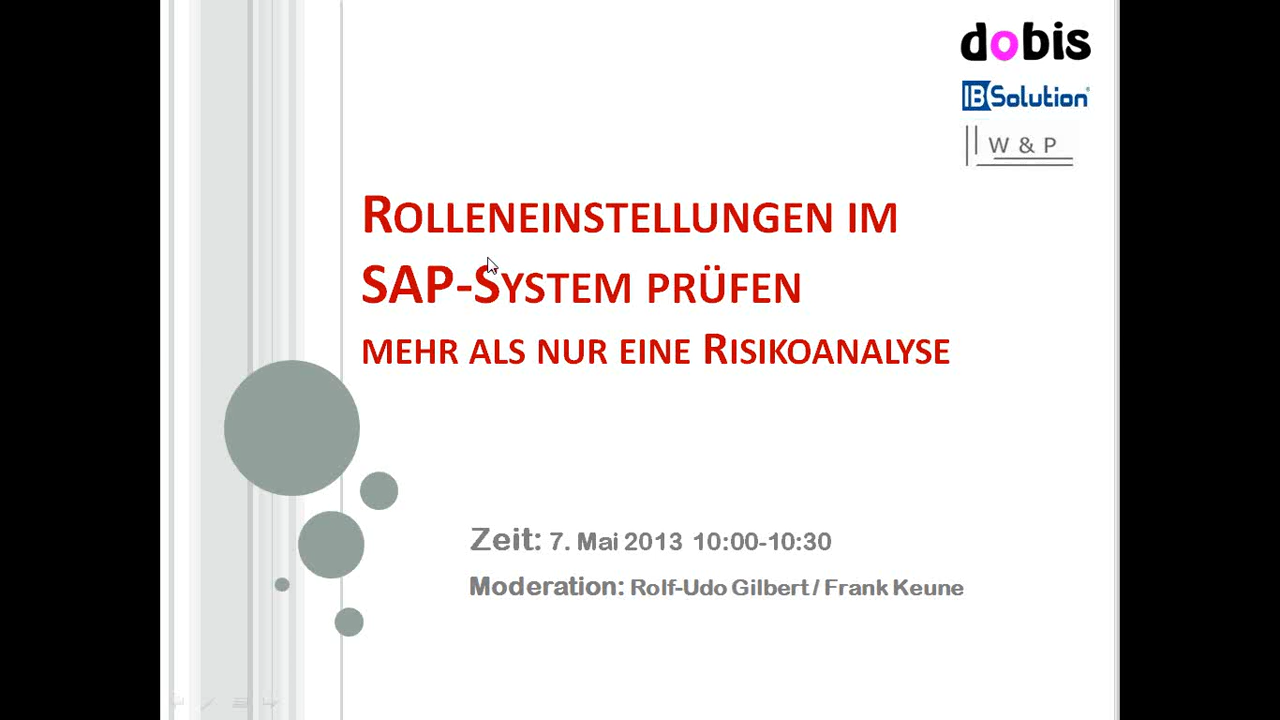 dobis
IBSolution
W & P
ROLLENEINSTELLUNGEN IM
SAP-SYSTEM PRÜFEN
MEHR ALS NUR EINE RISIKOANALYSE
Zeit: 7. Mai 2013 10:00-10:30
Moderation: Rolf-Udo Gilbert / Frank Keune